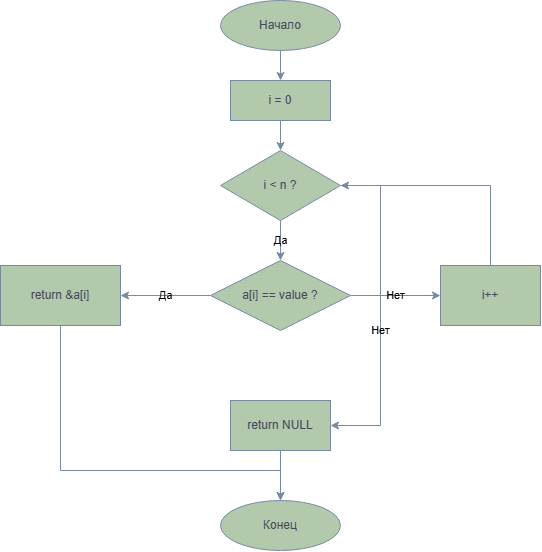 Начало
i = 0
i < n ?
Да
return &a[i]
Да
a[i] == value ?
Нет
i++
Нет
return NULL
Конец